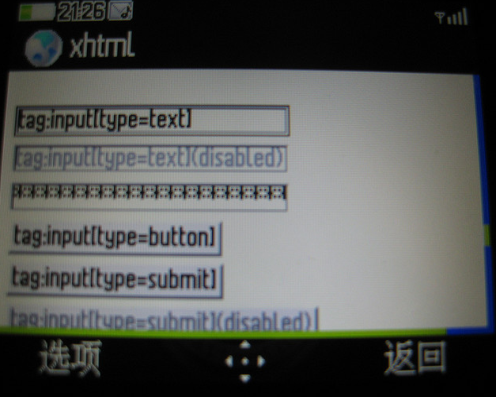 21:26
xhtml
tag:input[type=text]
tag:input[type=text](disabled)
******************
tag:input[type=button]
tag:input[type=submit]
tag:input[type=submit](disabled)
选项 返回